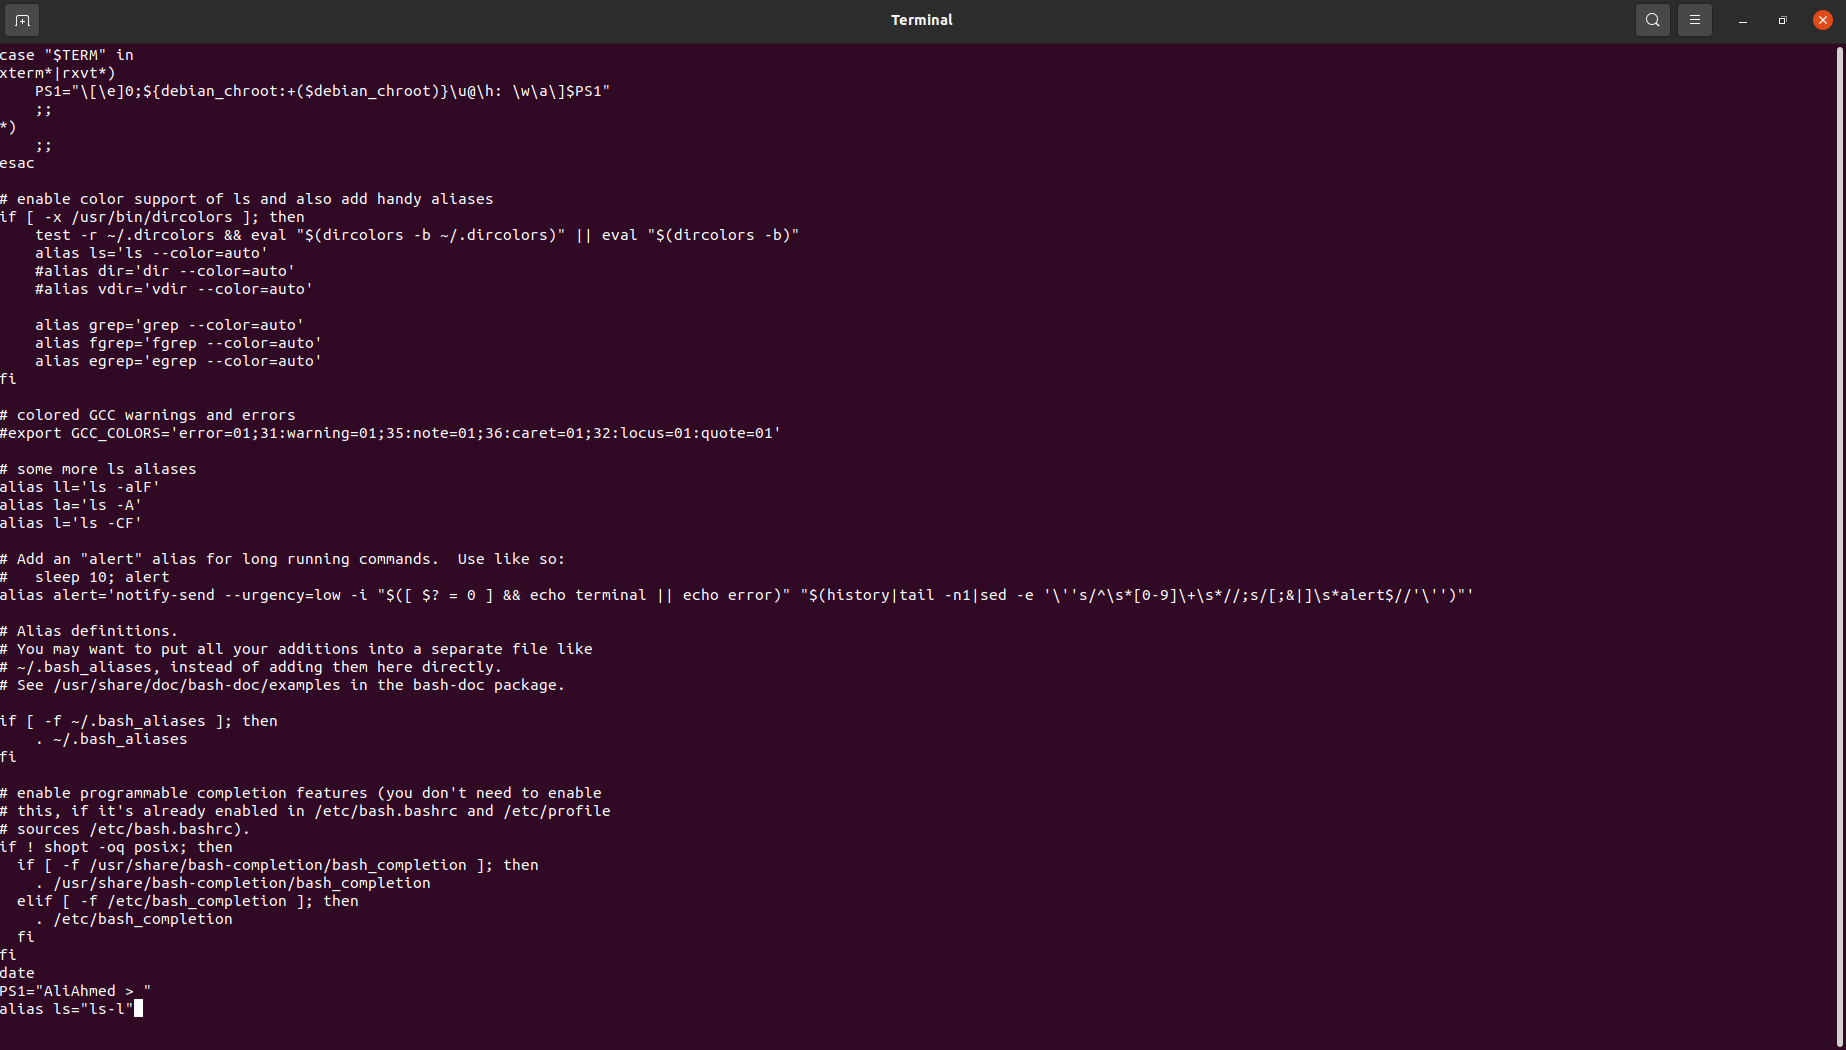 Terminal
case "$TERM" in
xterm*|rxvt*)
    PS1="\[\e]0;${debian_chroot:+($debian_chroot)}\u@\h: \w\a\]$PS1"
    ;;
*)
    ;;
esac

# enable color support of ls and also add handy aliases
if [ -x /usr/bin/dircolors ]; then
    test -r ~/.dircolors && eval "$(dircolors -b ~/.dircolors)" || eval "$(dircolors -b)"
    alias ls='ls --color=auto'
    #alias dir='dir --color=auto'
    #alias vdir='vdir --color=auto'

    alias grep='grep --color=auto'
    alias fgrep='fgrep --color=auto'
    alias egrep='egrep --color=auto'
fi

# colored GCC warnings and errors
#export GCC_COLORS='error=01;31:warning=01;35:note=01;36:caret=01;32:locus=01:quote=01'

# some more ls aliases
alias ll='ls -alF'
alias la='ls -A'
alias l='ls -CF'

# Add an "alert" alias for long running commands.  Use like so:
#   sleep 10; alert
alias alert='notify-send --urgency=low -i "$([ $? = 0 ] && echo terminal || echo error)" "$(history|tail -n1|sed -e '\''s/^\s*[0-9]\+\s*//;s/[;&|]\s*alert$//'\'')"'

# Alias definitions.
# You may want to put all your additions into a separate file like
# ~/.bash_aliases, instead of adding them here directly.
# See /usr/share/doc/bash-doc/examples in the bash-doc package.

if [ -f ~/.bash_aliases ]; then
    . ~/.bash_aliases
fi

# enable programmable completion features (you don't need to enable
# this, if it's already enabled in /etc/bash.bashrc and /etc/profile
# sources /etc/bash.bashrc).
if ! shopt -oq posix; then
  if [ -f /usr/share/bash-completion/bash_completion ]; then
    . /usr/share/bash-completion/bash_completion
  elif [ -f /etc/bash_completion ]; then
    . /etc/bash_completion
  fi
fi
date
PS1="AliAhmed > "
alias ls="ls-l"